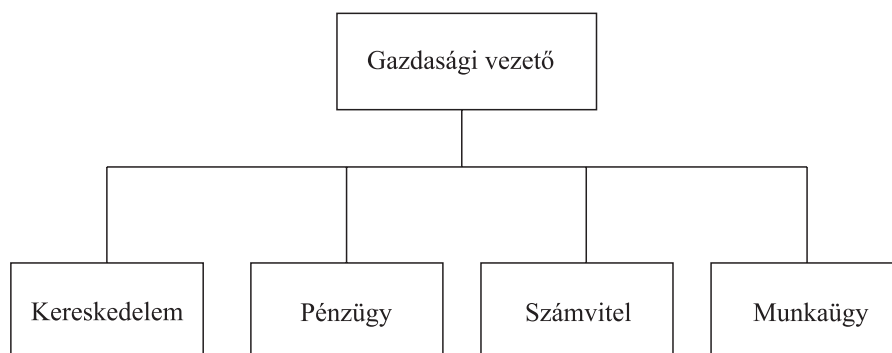 Gazdasági vezető
Kereskedelem
Pénzügy
Számvitel
Munkaügy